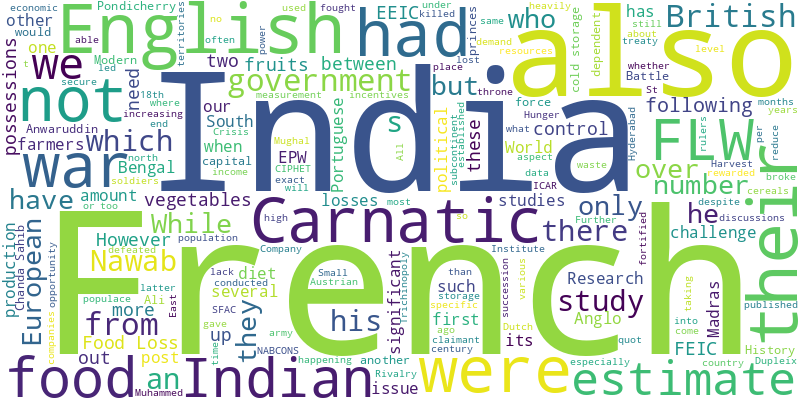 Pondicherry
economic
other
would
English
no
territories
often
used
EEIC
fought
had
under
killed
heavily
who
princes
same
demand
resources
also
cold storage
dependent
has
still
about
treaty
British
whether
Battle
level
St
possessions
we
Modern
led
one
two
power
fruits between
able
lost
place
throne
not
need
18th
increasing
where
end
secure
our
government
measurement
incentives
India
but
force
following
months
years
Anwaruddin
farmers
which
when
South
Crisis
Mughal
Portuguese
s
political
subcontinent
established
these
Hunger
what
World
control
aspect
Hyderabad
FLW
rulers
per
reduce
war
north
Bengal
soldiers
capital
income
CIPHET
exact
will
EPW
All
data
ICAR
waste
over
Harvest
rewarded
cereals
broke
have
amount
vegetables
losses
most
studies
only
number
despite
discussions
their
European
Chanda Sahib
production
opportunity
While
However
defeated
high
population
Carnatic
so
Further
Institute
there
he
challenge
fortified
Nawab
populace
latter
Ali
lack
conducted
Company
French
Small
Austrian
diet
several
SFAC
Trichinopoly
significant
such
than
storage
specific
succession
various
Research
study
taking
Madras
published
more
from
Food Loss
companies
they
East
gave
time
up
army
claimant
century
ago
first
Dutch
Anglo
its
into
come
FEIC
History
Dupleix
out
post
or too
food
an
Muhammed
Indian
NABCONS
his
happening
Rivalry
another
issue
were
quot
estimate
especially
country
t